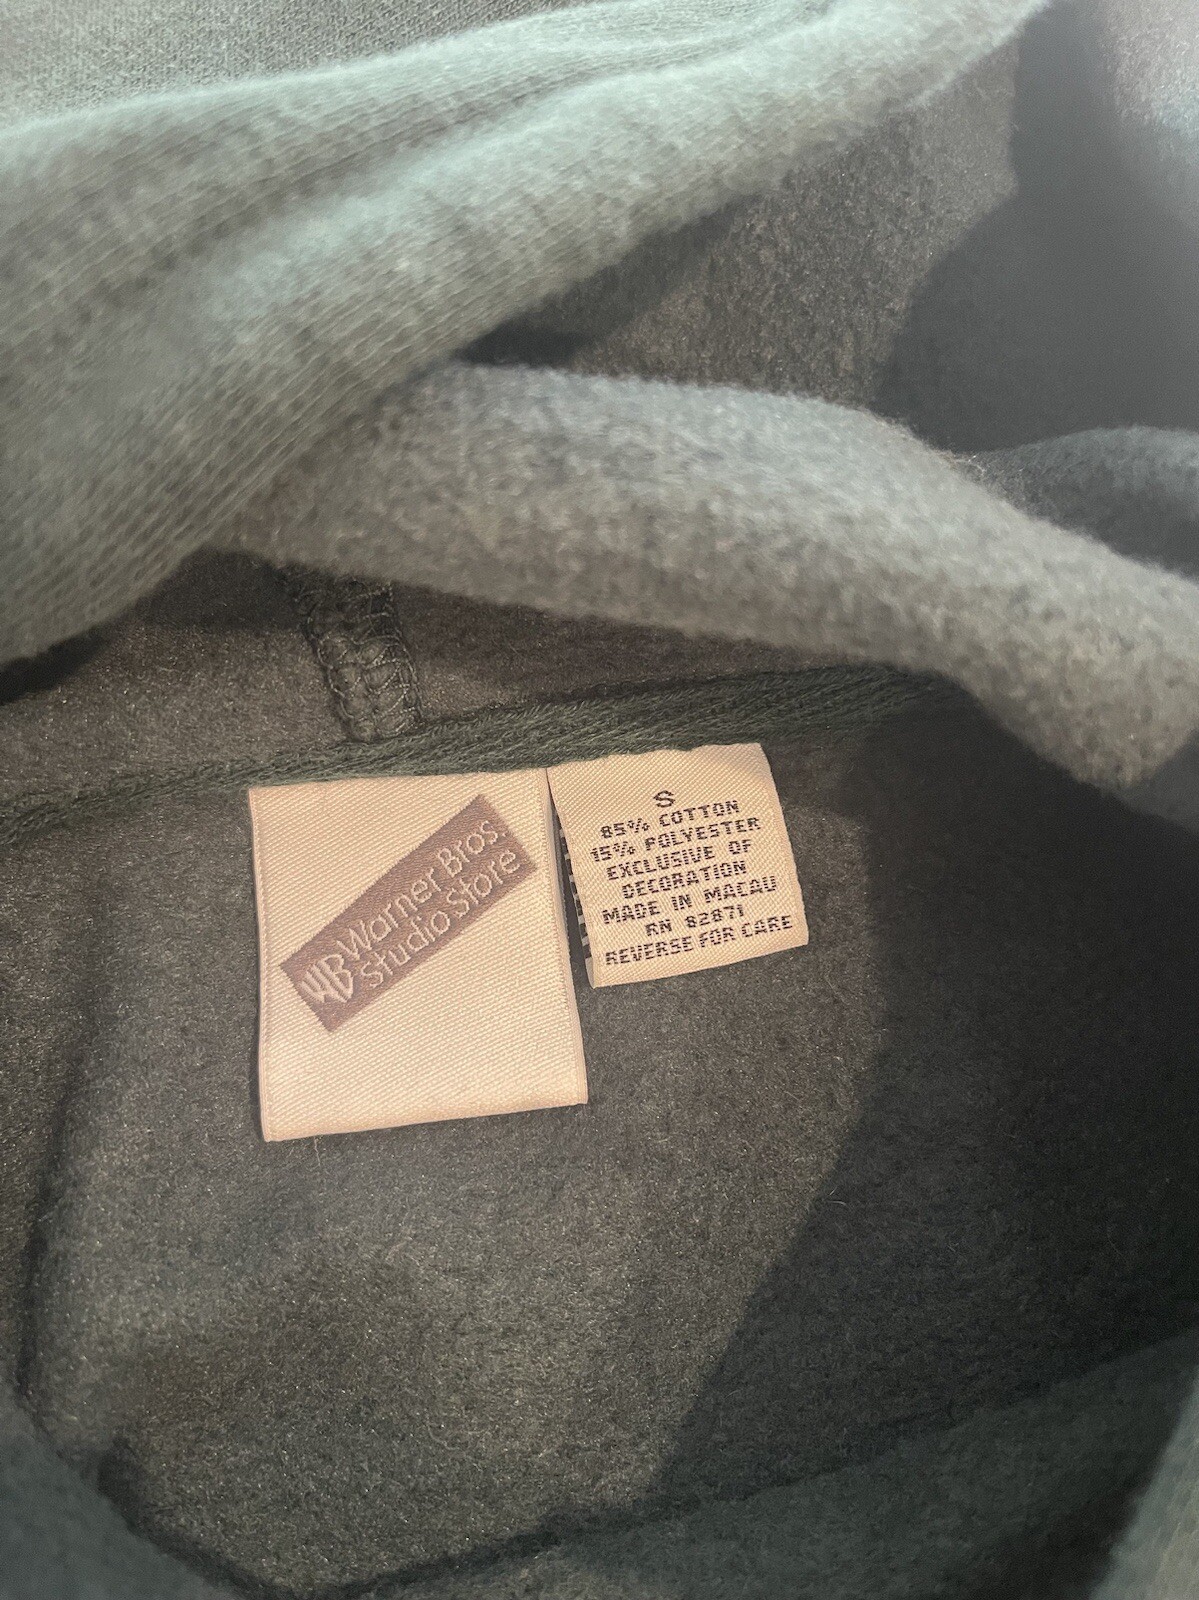 WB Warner Bros.
Studio Store
S
85% COTTON
15% POLYESTER
EXCLUSIVE OF
DECORATION
MADE IN MACAU
RN 82871
REVERSE FOR CARE